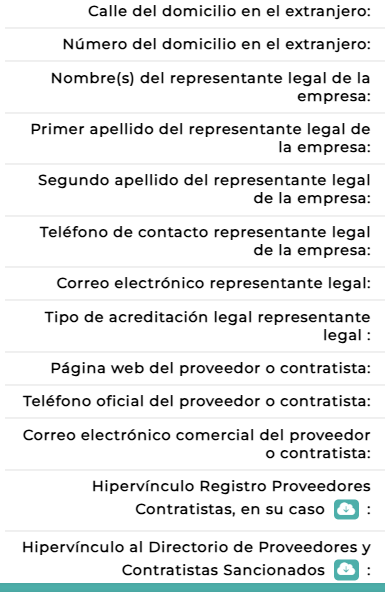 Calle del domicilio en el extranjero:
Número del domicilio en el extranjero:
Nombre(s) del representante legal de la
empresa:
Primer apellido del representante legal de
la empresa:
Segundo apellido del representante legal
de la empresa:
Teléfono de contacto representante legal
de la empresa:
Correo electrónico representante legal:
Tipo de acreditación legal representante
legal :
Página web del proveedor o contratista:
Teléfono oficial del proveedor o contratista:
Correo electrónico comercial del proveedor
o contratista:
Hipervínculo Registro Proveedores
Contratistas, en su caso :
Hipervínculo al Directorio de Proveedores y
Contratistas Sancionados :